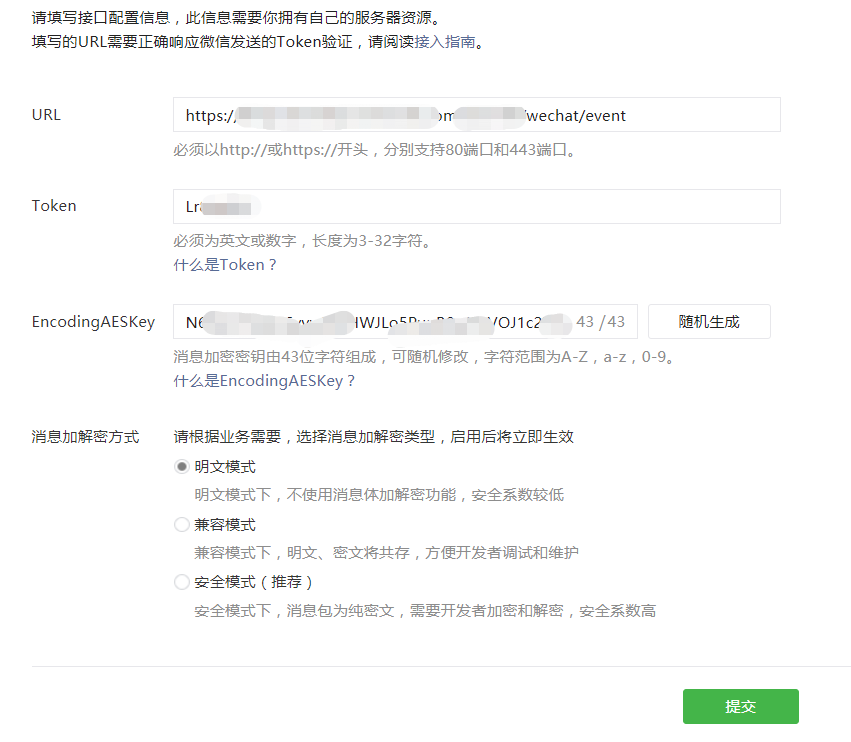 请填写接口配置信息，此信息需要你拥有自己的服务器资源。
填写的URL需要正确响应微信发送的Token验证，请阅读接入指南。
URL
https:/
om
/wechat/event
必须以http://或https://开头，分别支持80端口和443端口。
Token
必须为英文或数字，长度为3-32字符。
什么是Token？
EncodingAESKey
43 /43
随机生成
消息加密密钥由43位字符组成，可随机修改，字符范围为A-Z，a-z，0-9。
什么是EncodingAESKey？
消息加解密方式
请根据业务需要，选择消息加解密类型，启用后将立即生效
明文模式
明文模式下，不使用消息体加解密功能，安全系数较低
兼容模式
兼容模式下，明文、密文将共存，方便开发者调试和维护
安全模式（推荐）
安全模式下，消息包为纯密文，需要开发者加密和解密，安全系数高
提交